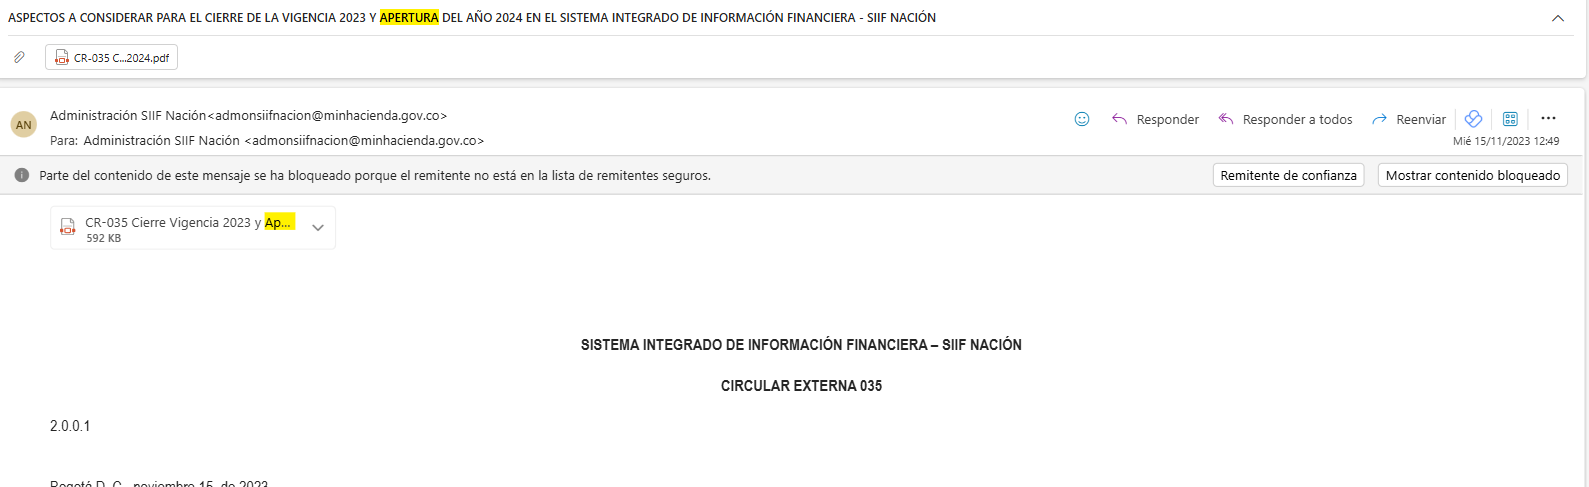 ASPECTOS A CONSIDERAR PARA EL CIERRE DE LA VIGENCIA 2023 Y APERTURA DEL AÑO 2024 EN EL SISTEMA INTEGRADO DE INFORMACIÓN FINANCIERA - SIIF NACIÓN
CR-035 C...2024.pdf
AN
Administración SIIF Nación<admonsiifnacion@minhacienda.gov.co>
Para: Administración SIIF Nación <admonsiifnacion@minhacienda.gov.co>
Responder
Responder a todos
Reenviar
Mié 15/11/2023 12:49
Parte del contenido de este mensaje se ha bloqueado porque el remitente no está en la lista de remitentes seguros.
Remitente de confianza
Mostrar contenido bloqueado
CR-035 Cierre Vigencia 2023 y Ap...
592 KB
SISTEMA INTEGRADO DE INFORMACIÓN FINANCIERA – SIIF NACIÓN
CIRCULAR EXTERNA 035
2.0.0.1
Bogotá D. C., noviembre 15 de 2023